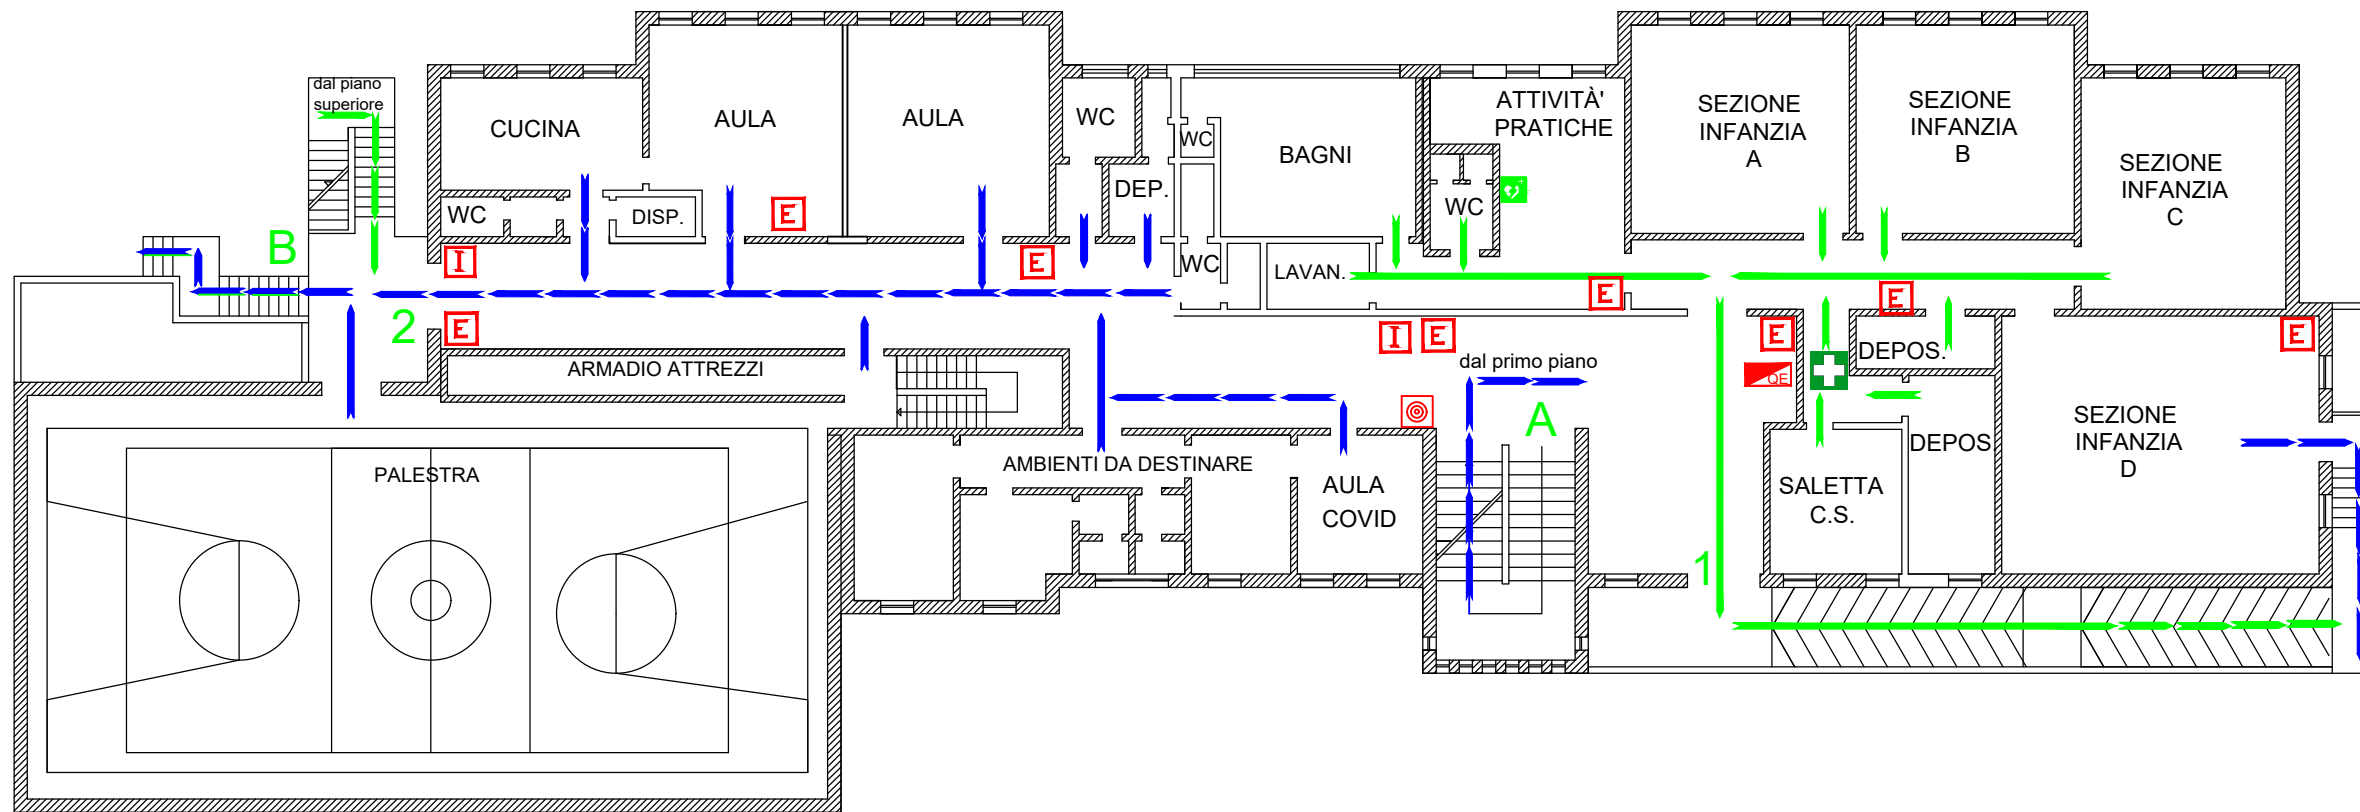 dal piano
superiore
CUCINA
AULA
AULA
WC
WC
BAGNI
ATTIVITÀ'
PRATICHE
SEZIONE
INFANZIA
A
SEZIONE
INFANZIA
B
SEZIONE
INFANZIA
C
WC
DISP.
DEP.
WC
E
B
I
E
WC
LAVAN.
E
E
2
E
I
E
E
E
DEPOS.
ARMADIO ATTREZZI
dal primo piano
QE
A
SEZIONE
INFANZIA
D
DEPOS.
PALESTRA
AMBIENTI DA DESTINARE
AULA
COVID
SALETTA
C.S.
1